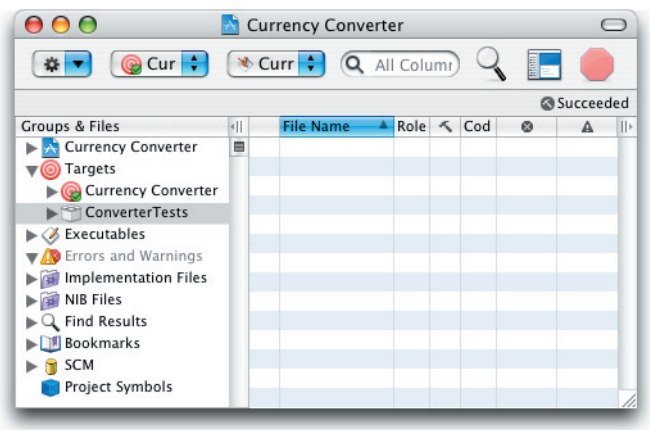 Currency Converter
Cur Curr All Colum
Succeeded
Groups & Files File Name Role Cod
Currency Converter
Targets
Currency Converter
ConverterTests
Executables
Errors and Warnings
Implementation Files
NIB Files
Find Results
Bookmarks
SCM
Project Symbols